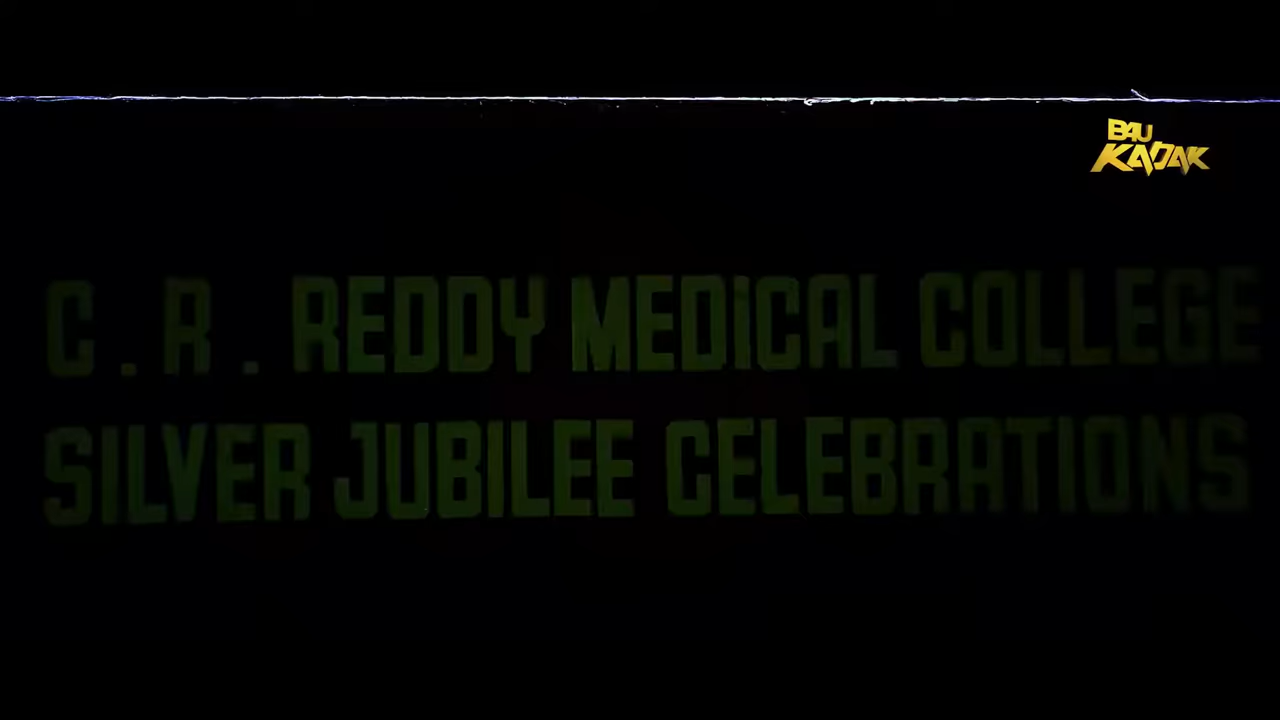 B4U
KADAK
C . R . REDDY MEDICAL COLLEGE
SILVER JUBILEE CELEBRATIONS